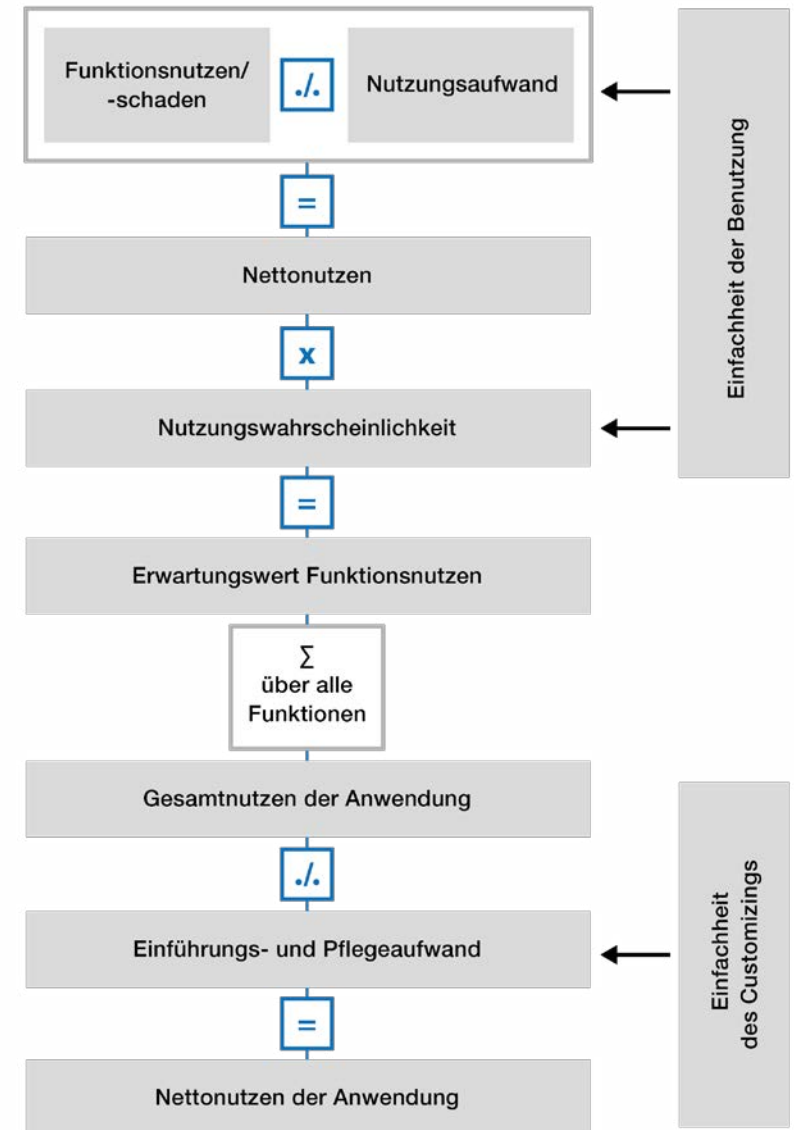 Funktionsnutzen/
-schaden
./.
Nutzungsaufwand
=
Nettonutzen
x
Nutzungswahrscheinlichkeit
=
Erwartungswert Funktionsnutzen
Σ
über alle
Funktionen
Gesamtnutzen der Anwendung
./.
Einführungs- und Pflegeaufwand
=
Nettonutzen der Anwendung
Einfachheit der Benutzung
Einfachheit
des Customizings